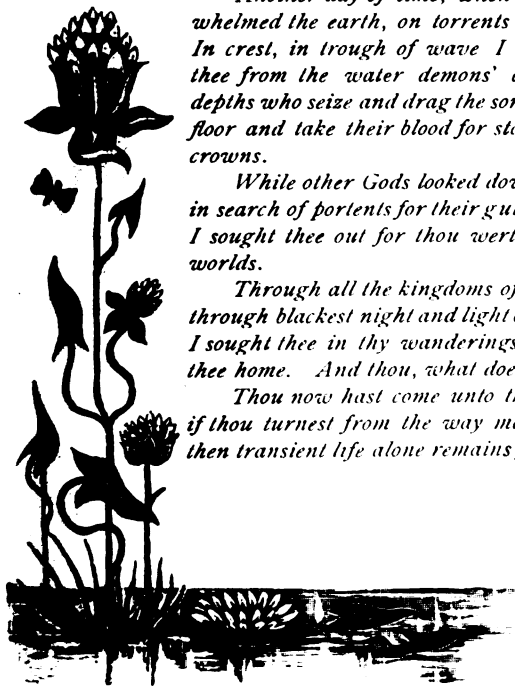 whelmed the earth, on torrents
In crest, in trough of wave I
thee from the water demons'
depths who seize and drag the
floor and take their blood for
crowns.
While other Gods looked
in search of portents for their
I sought thee out for thou wert
worlds.
Through all the kingdoms of
through blackest night and light
I sought thee in thy wanderings
thee home. And thou, what
Thou now hast come unto
if thou turnest from the way
then transient life alone remains